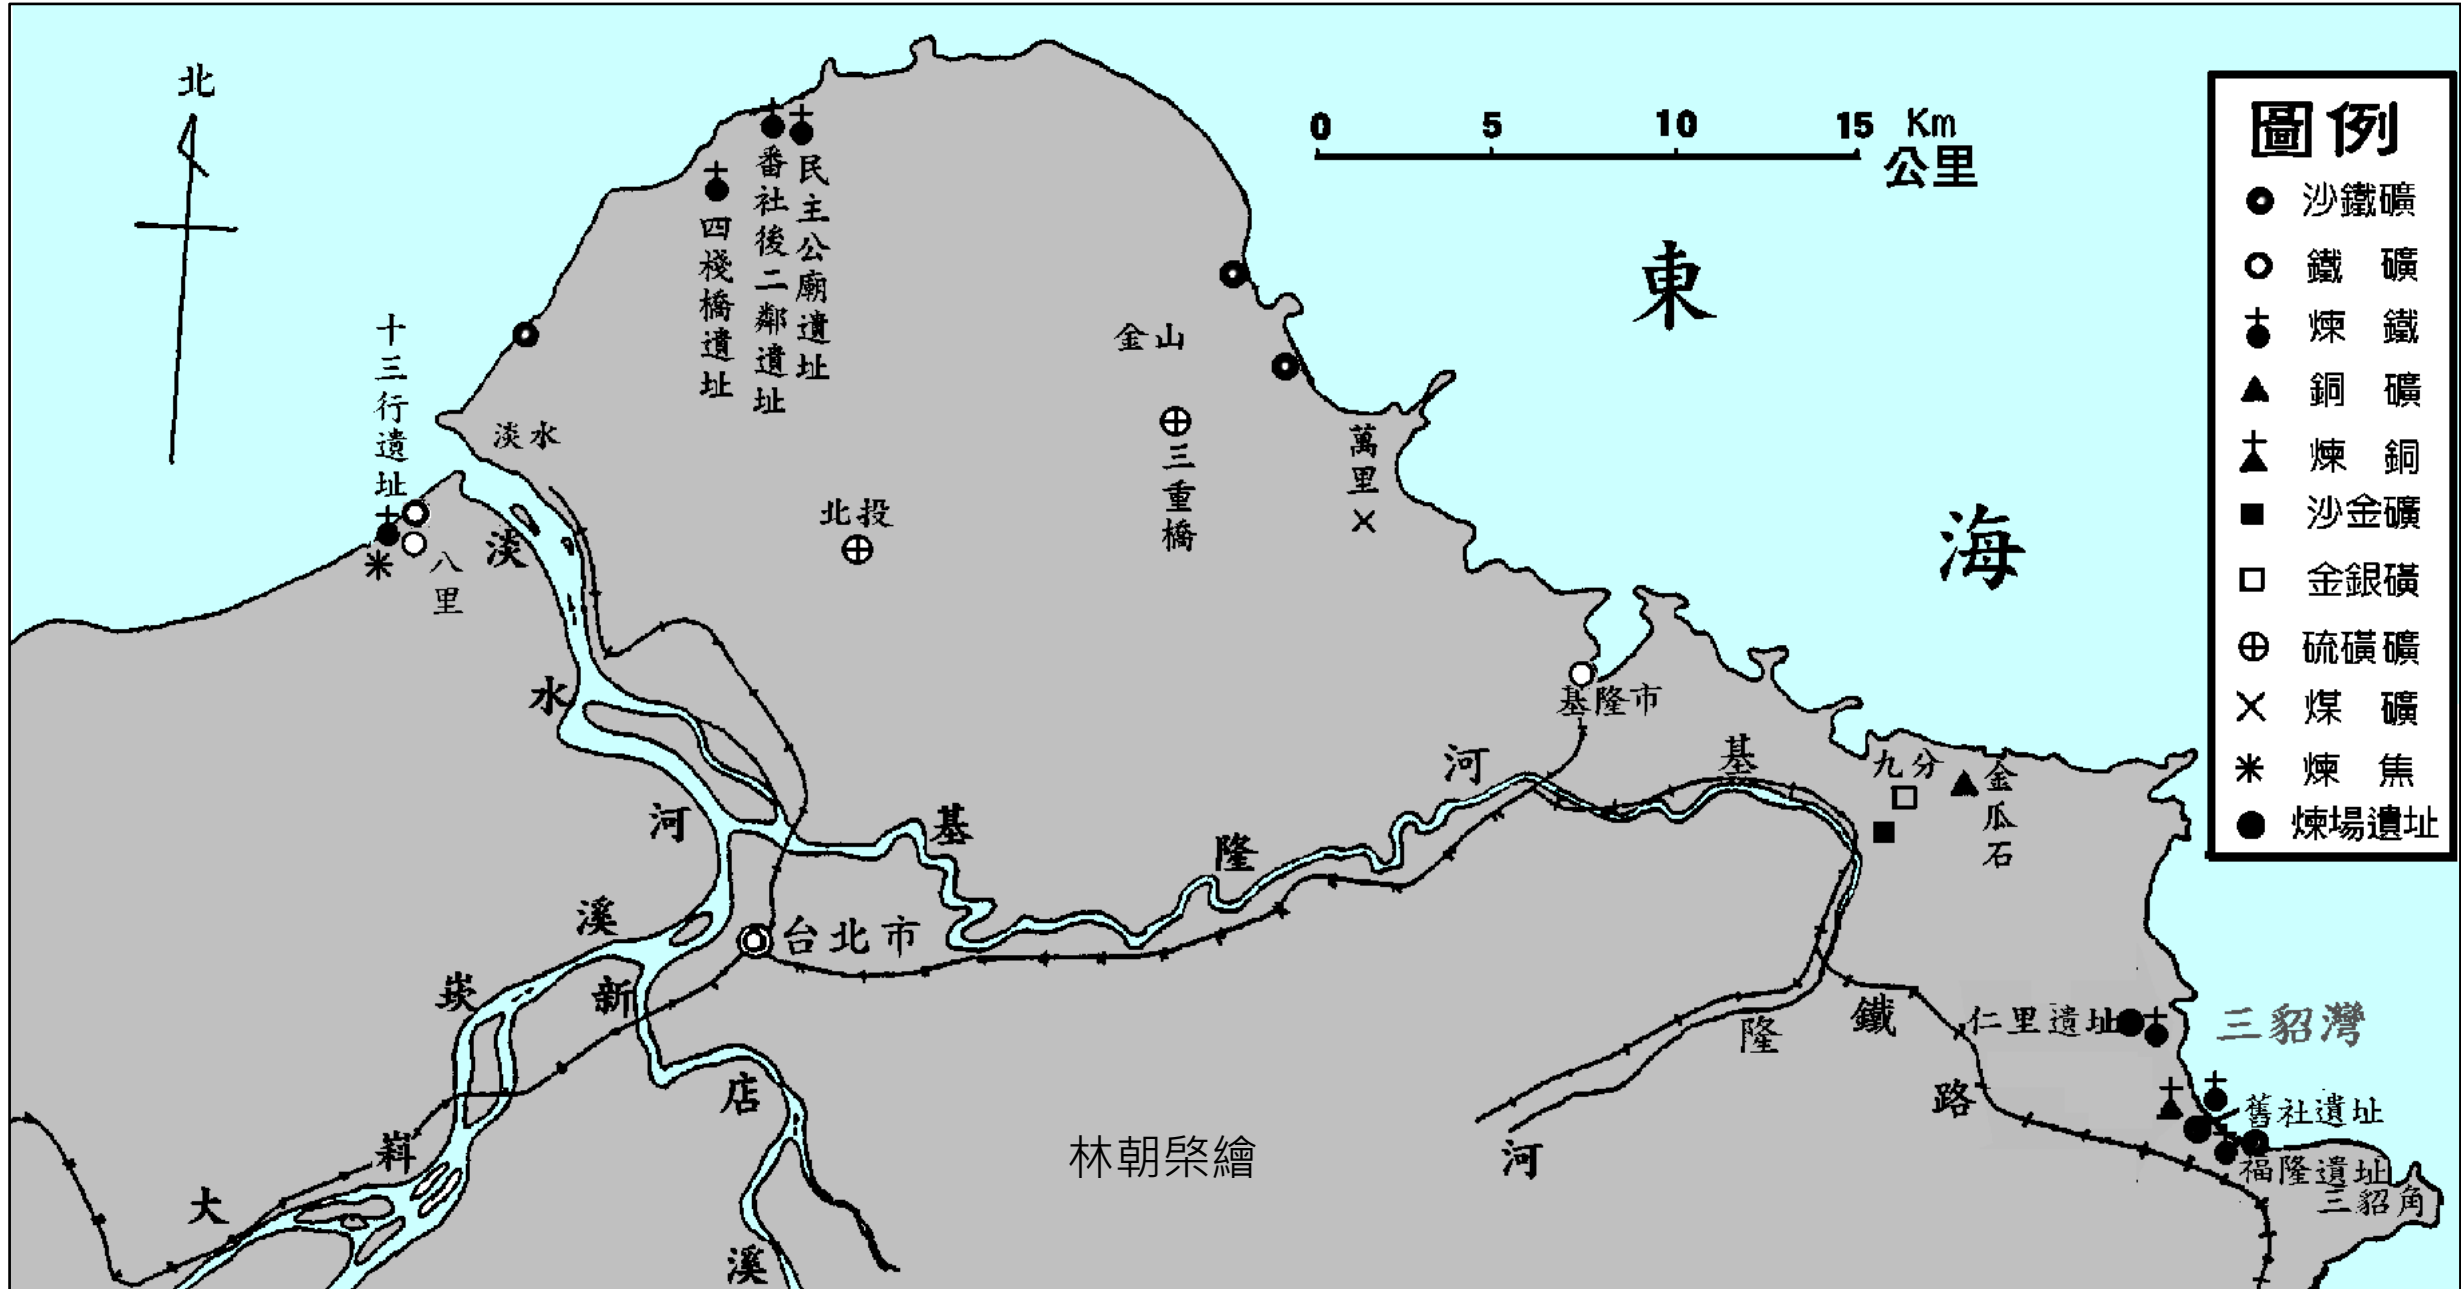 北
0 5 10 15 Km
公里
圖例
沙鐵礦
鐵 礦
煉 鐵
銅 礦
煉 銅
沙金礦
金銀礦
硫磺礦
煤 礦
煉 焦
煉場遺址
東
海
民主公廟遺址
番社後二鄰遺址
四棧橋遺址
十三行遺址
淡水
八里
北投
金山
三重橋
萬里
基隆市
九分
金瓜石
淡水河
基隆河
基隆河
台北市
大嵙崁溪
新店溪
鐵路
仁里遺址
三貂灣
舊社遺址
福隆遺址
三貂角
林朝棨繪